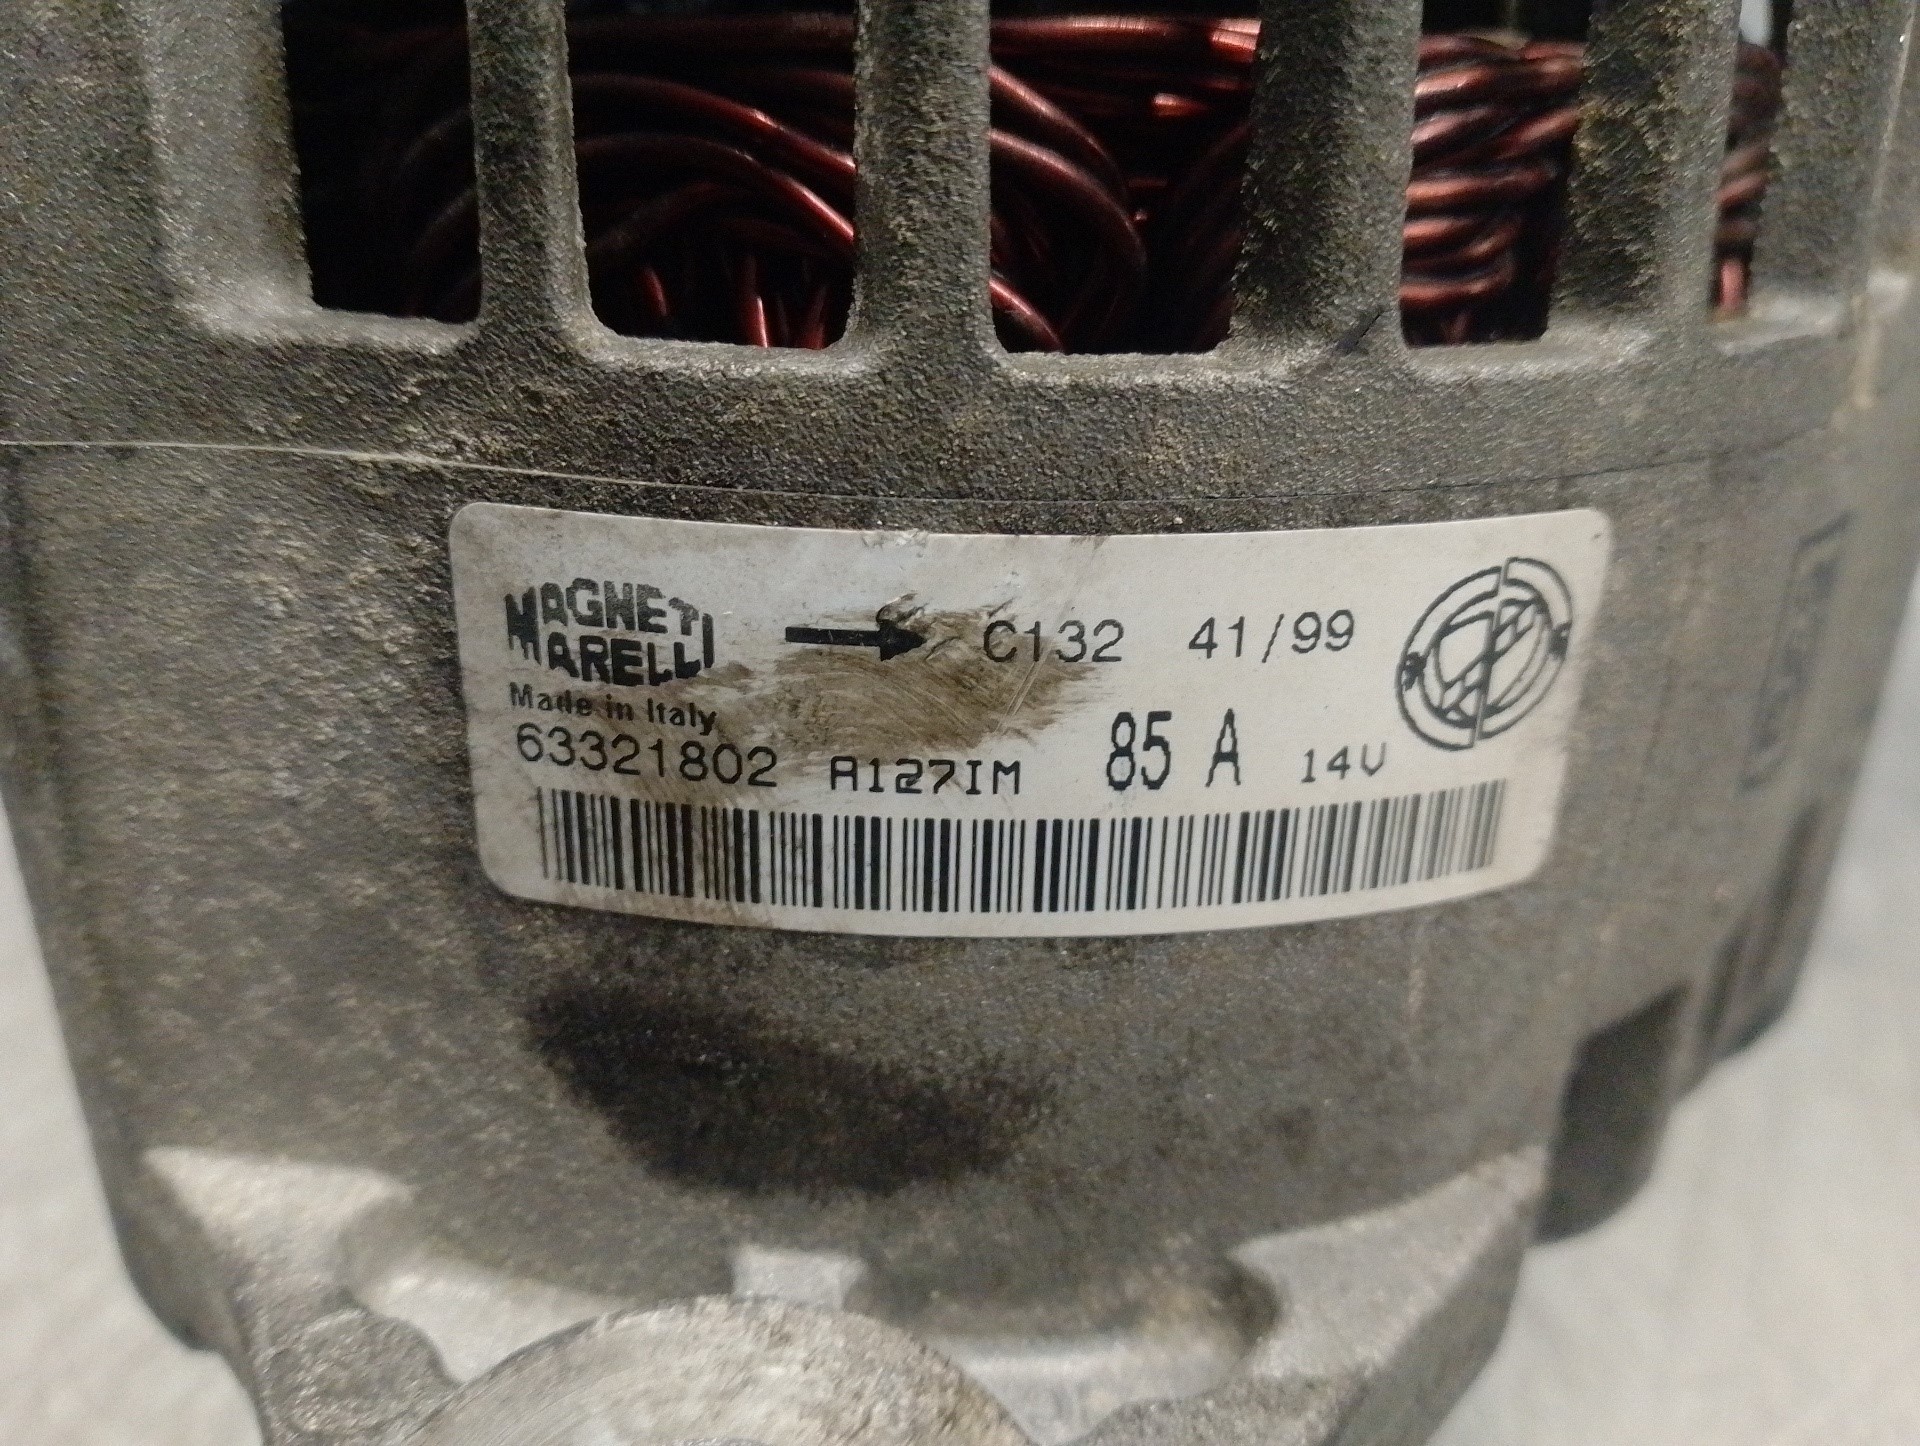 MAGNETI
MARELLI
Made in Italy
C132 41/99
63321802 A127IM 85 A 14V